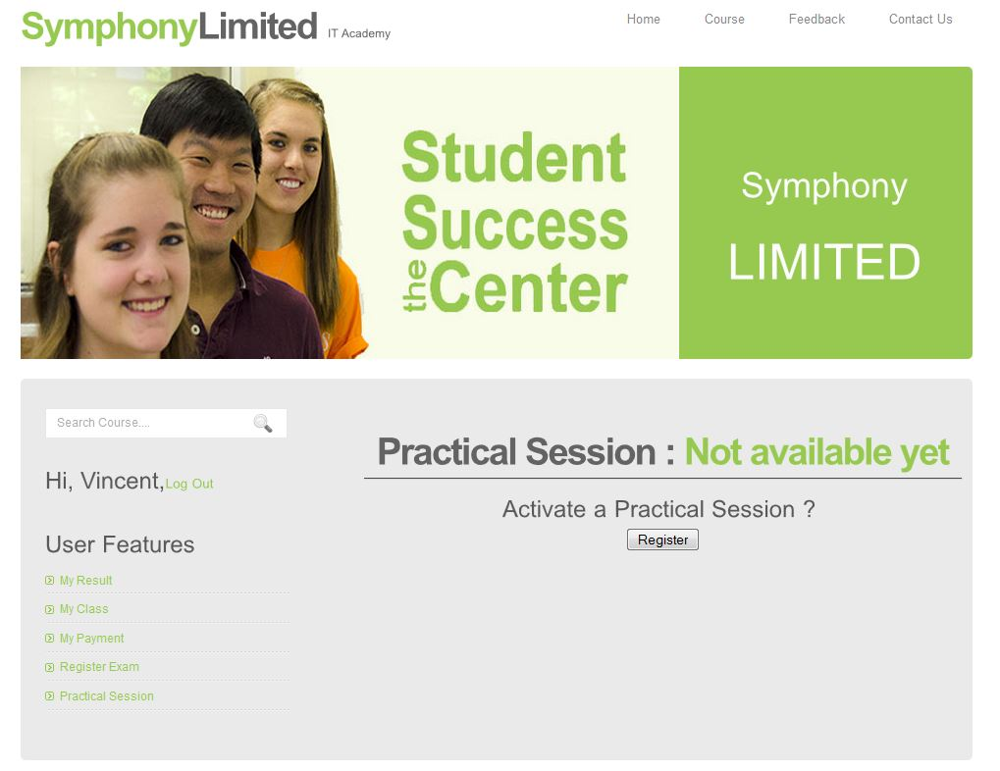 SymphonyLimited IT Academy
Home Course Feedback Contact Us
Student
Success
the Center
Symphony
LIMITED
Search Course....
Hi, Vincent,Log Out
User Features
My Result
My Class
My Payment
Register Exam
Practical Session
Practical Session : Not available yet
Activate a Practical Session ?
Register